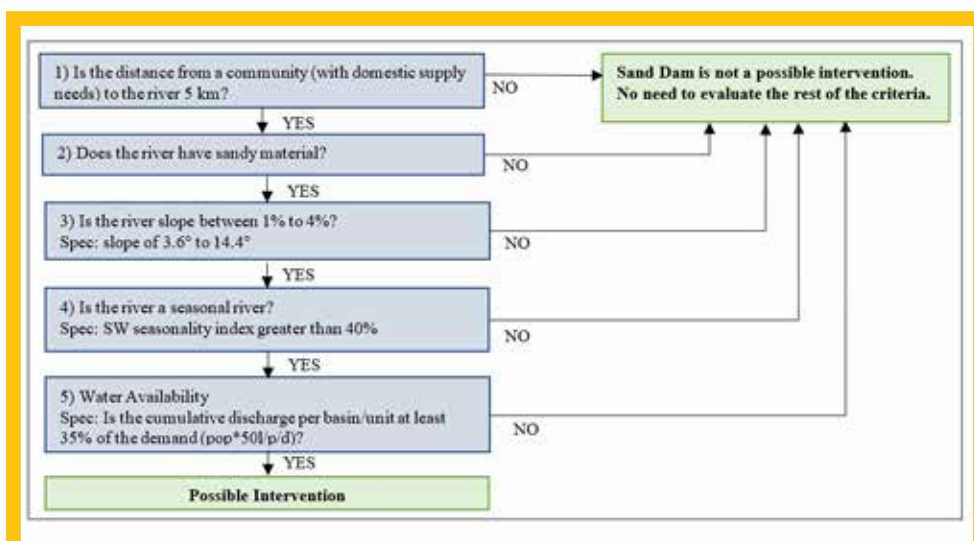 1) Is the distance from a community (with domestic supply
needs) to the river 5 km?
NO
Sand Dam is not a possible intervention.
No need to evaluate the rest of the criteria.
YES
2) Does the river have sandy material?
NO
YES
3) Is the river slope between 1% to 4%?
Spec: slope of 3.6° to 14.4°
NO
YES
4) Is the river a seasonal river?
Spec: SW seasonality index greater than 40%
NO
YES
5) Water Availability
Spec: Is the cumulative discharge per basin/unit at least
35% of the demand (pop*50l/p/d)?
NO
YES
Possible Intervention